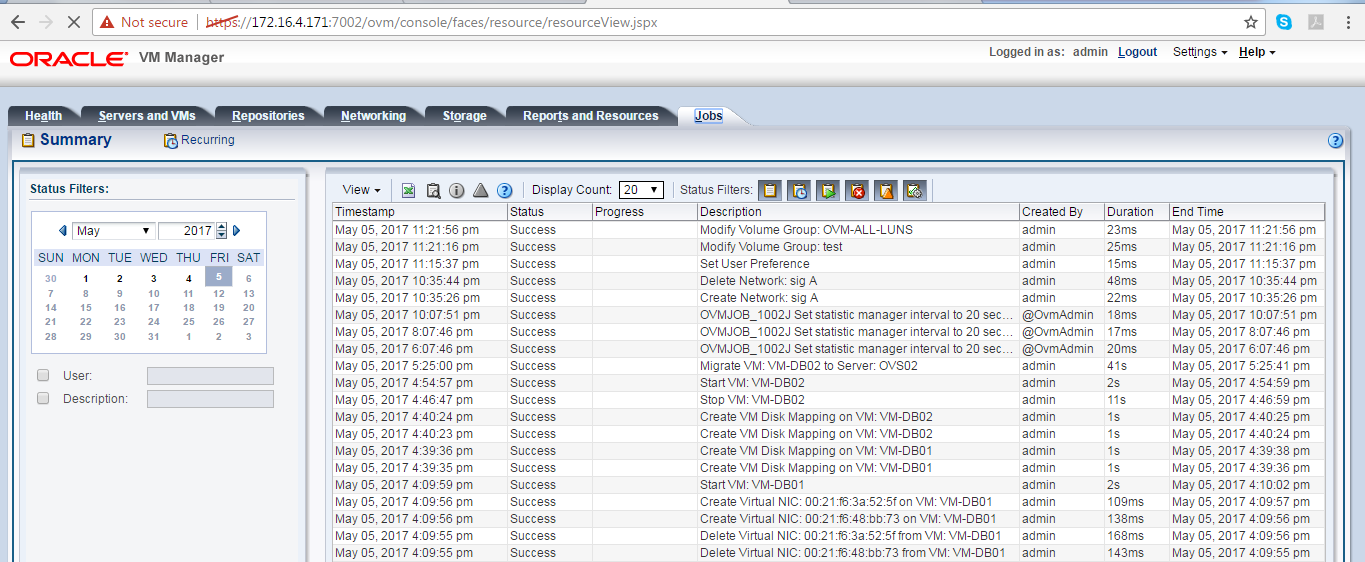 Not secure https://172.16.4.171:7002/ovm/console/faces/resource/resourceView.jspx
ORACLE VM Manager
Logged in as: admin Logout Settings Help
Health Servers and VMs Repositories Networking Storage Reports and Resources Jobs
Summary Recurring
Status Filters:
May 2017
SUN MON TUE WED THU FRI SAT
30 1 2 3 4 5 6
7 8 9 10 11 12 13
14 15 16 17 18 19 20
21 22 23 24 25 26 27
28 29 30 31 1 2 3
User:
Description:
View Display Count: 20 Status Filters:
Timestamp Status Progress Description Created By Duration End Time
May 05, 2017 11:21:56 pm Success Modify Volume Group: OVM-ALL-LUNS admin 23ms May 05, 2017 11:21:56 pm
May 05, 2017 11:21:16 pm Success Modify Volume Group: test admin 25ms May 05, 2017 11:21:16 pm
May 05, 2017 11:15:37 pm Success Set User Preference admin 15ms May 05, 2017 11:15:37 pm
May 05, 2017 10:35:44 pm Success Delete Network: sig A admin 48ms May 05, 2017 10:35:44 pm
May 05, 2017 10:35:26 pm Success Create Network: sig A admin 22ms May 05, 2017 10:35:26 pm
May 05, 2017 10:07:51 pm Success OVMJOB_1002J Set statistic manager interval to 20 sec... @OvmAdmin 18ms May 05, 2017 10:07:51 pm
May 05, 2017 8:07:46 pm Success OVMJOB_1002J Set statistic manager interval to 20 sec... @OvmAdmin 17ms May 05, 2017 8:07:46 pm
May 05, 2017 6:07:46 pm Success OVMJOB_1002J Set statistic manager interval to 20 sec... @OvmAdmin 20ms May 05, 2017 6:07:46 pm
May 05, 2017 5:25:00 pm Success Migrate VM: VM-DB02 to Server: OVS02 admin 41s May 05, 2017 5:25:41 pm
May 05, 2017 4:54:57 pm Success Start VM: VM-DB02 admin 2s May 05, 2017 4:54:59 pm
May 05, 2017 4:46:47 pm Success Stop VM: VM-DB02 admin 11s May 05, 2017 4:46:59 pm
May 05, 2017 4:40:24 pm Success Create VM Disk Mapping on VM: VM-DB02 admin 1s May 05, 2017 4:40:25 pm
May 05, 2017 4:40:23 pm Success Create VM Disk Mapping on VM: VM-DB02 admin 1s May 05, 2017 4:40:24 pm
May 05, 2017 4:39:36 pm Success Create VM Disk Mapping on VM: VM-DB01 admin 1s May 05, 2017 4:39:38 pm
May 05, 2017 4:39:35 pm Success Create VM Disk Mapping on VM: VM-DB01 admin 1s May 05, 2017 4:39:36 pm
May 05, 2017 4:09:59 pm Success Start VM: VM-DB01 admin 2s May 05, 2017 4:10:02 pm
May 05, 2017 4:09:56 pm Success Create Virtual NIC: 00:21:f6:3a:52:5f on VM: VM-DB01 admin 109ms May 05, 2017 4:09:57 pm
May 05, 2017 4:09:56 pm Success Create Virtual NIC: 00:21:f6:48:bb:73 on VM: VM-DB01 admin 138ms May 05, 2017 4:09:56 pm
May 05, 2017 4:09:55 pm Success Delete Virtual NIC: 00:21:f6:3a:52:5f from VM: VM-DB01 admin 168ms May 05, 2017 4:09:56 pm
May 05, 2017 4:09:55 pm Success Delete Virtual NIC: 00:21:f6:48:bb:73 from VM: VM-DB01 admin 143ms May 05, 2017 4:09:55 pm